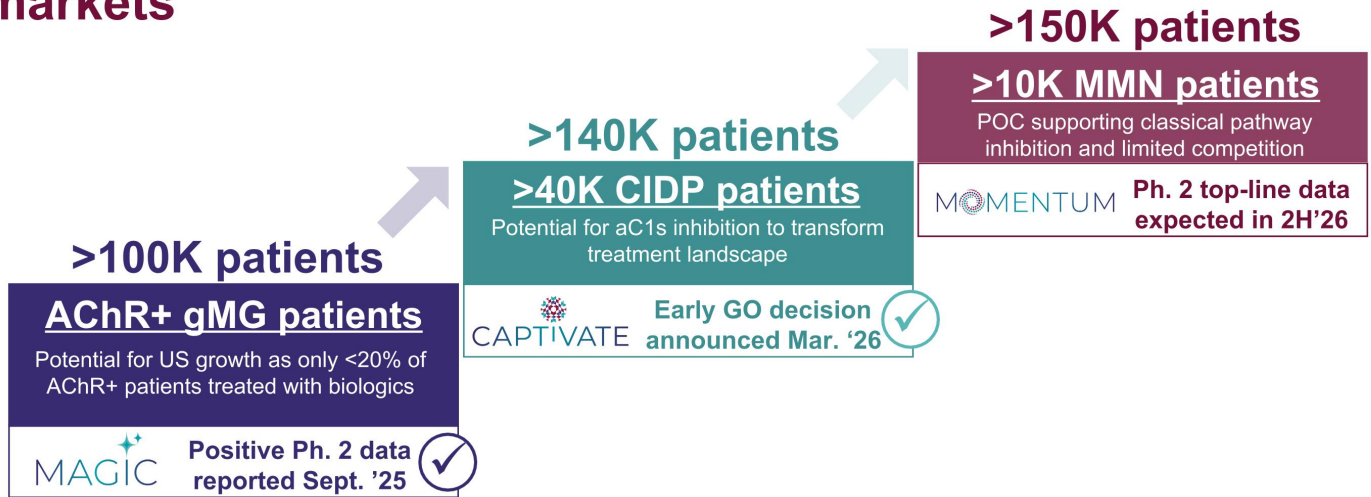 markets
>100K patients
AChR+ gMG patients
Potential for US growth as only <20% of
AChR+ patients treated with biologics
MAGIC
Positive Ph. 2 data
reported Sept. ’25
>140K patients
>40K CIDP patients
Potential for aC1s inhibition to transform
treatment landscape
CAPTIVATE
Early GO decision
announced Mar. ‘26
>150K patients
>10K MMN patients
POC supporting classical pathway
inhibition and limited competition
MOMENTUM
Ph. 2 top-line data
expected in 2H’26